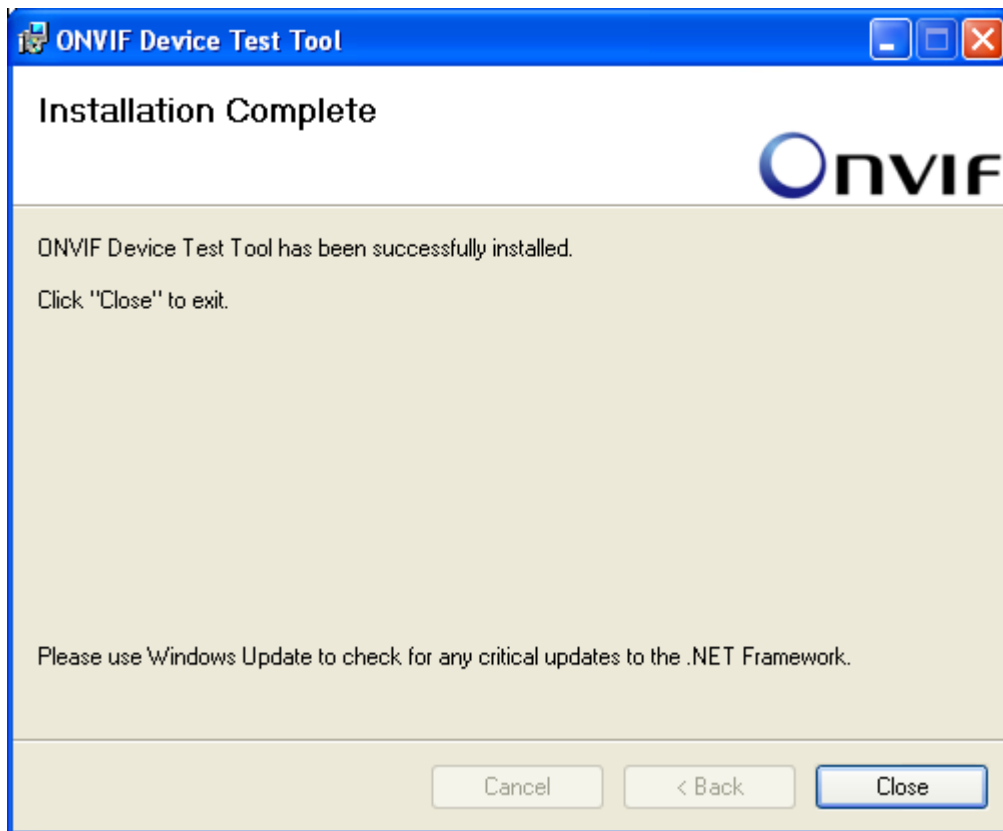 ONVIF Device Test Tool
Installation Complete
ONVIF
ONVIF Device Test Tool has been successfully installed.
Click "Close" to exit.
Please use Windows Update to check for any critical updates to the .NET Framework.
Cancel
< Back
Close